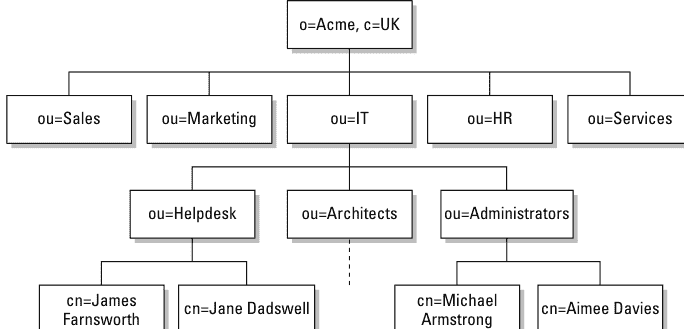 o=Acme, c=UK
ou=Sales
ou=Marketing
ou=IT
ou=HR
ou=Services
ou=Helpdesk
ou=Architects
ou=Administrators
cn=James
Farnsworth
cn=Jane Dadswell
cn=Michael
Armstrong
cn=Aimee Davies